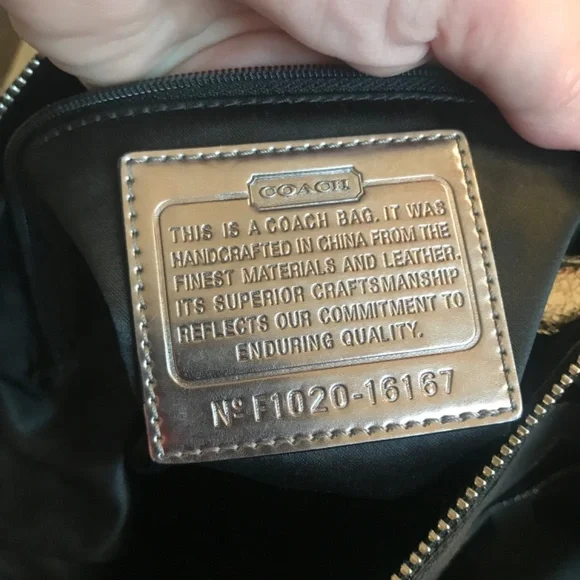 COACH
THIS IS A COACH BAG. IT WAS
HANDCRAFTED IN CHINA FROM THE
FINEST MATERIALS AND LEATHER.
ITS SUPERIOR CRAFTSMANSHIP
REFLECTS OUR COMMITMENT TO
ENDURING QUALITY.
Nº F1020-16167